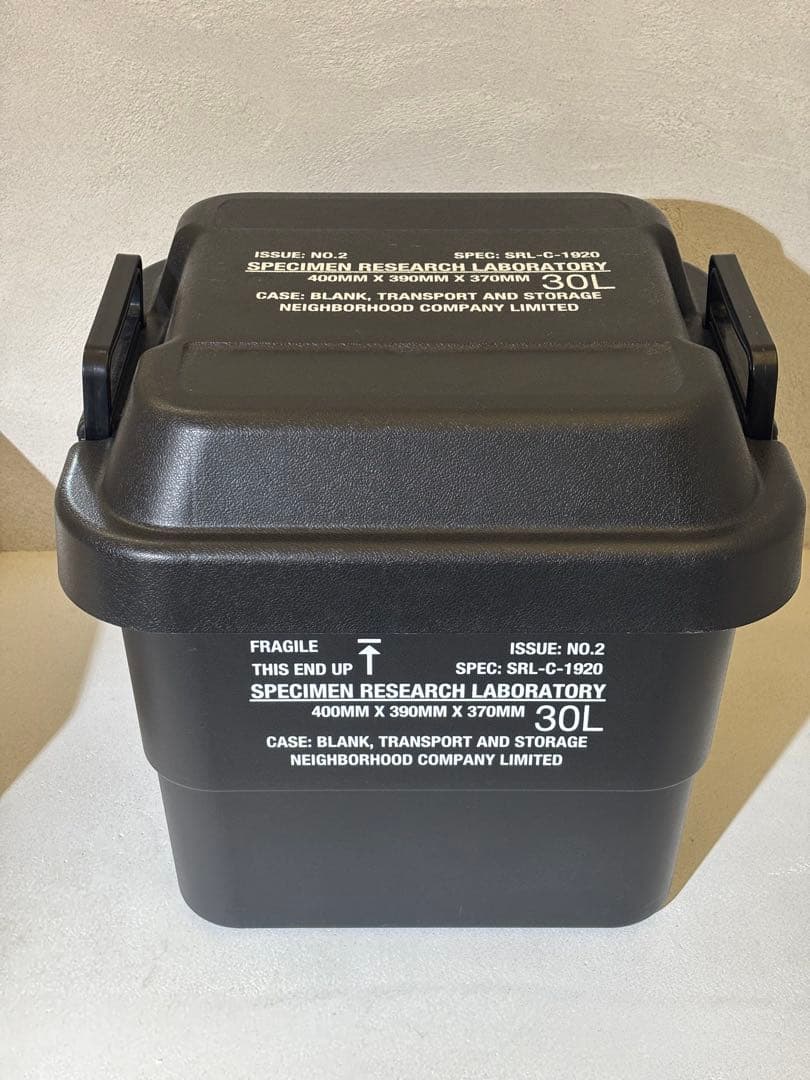 ISSUE: NO.2 SPEC: SRL-C-1920
SPECIMEN RESEARCH LABORATORY
400MM X 390MM X 370MM 30L
CASE: BLANK, TRANSPORT AND STORAGE
NEIGHBORHOOD COMPANY LIMITED
FRAGILE ISSUE: NO.2
THIS END UP SPEC: SRL-C-1920
SPECIMEN RESEARCH LABORATORY
400MM X 390MM X 370MM 30L
CASE: BLANK, TRANSPORT AND STORAGE
NEIGHBORHOOD COMPANY LIMITED